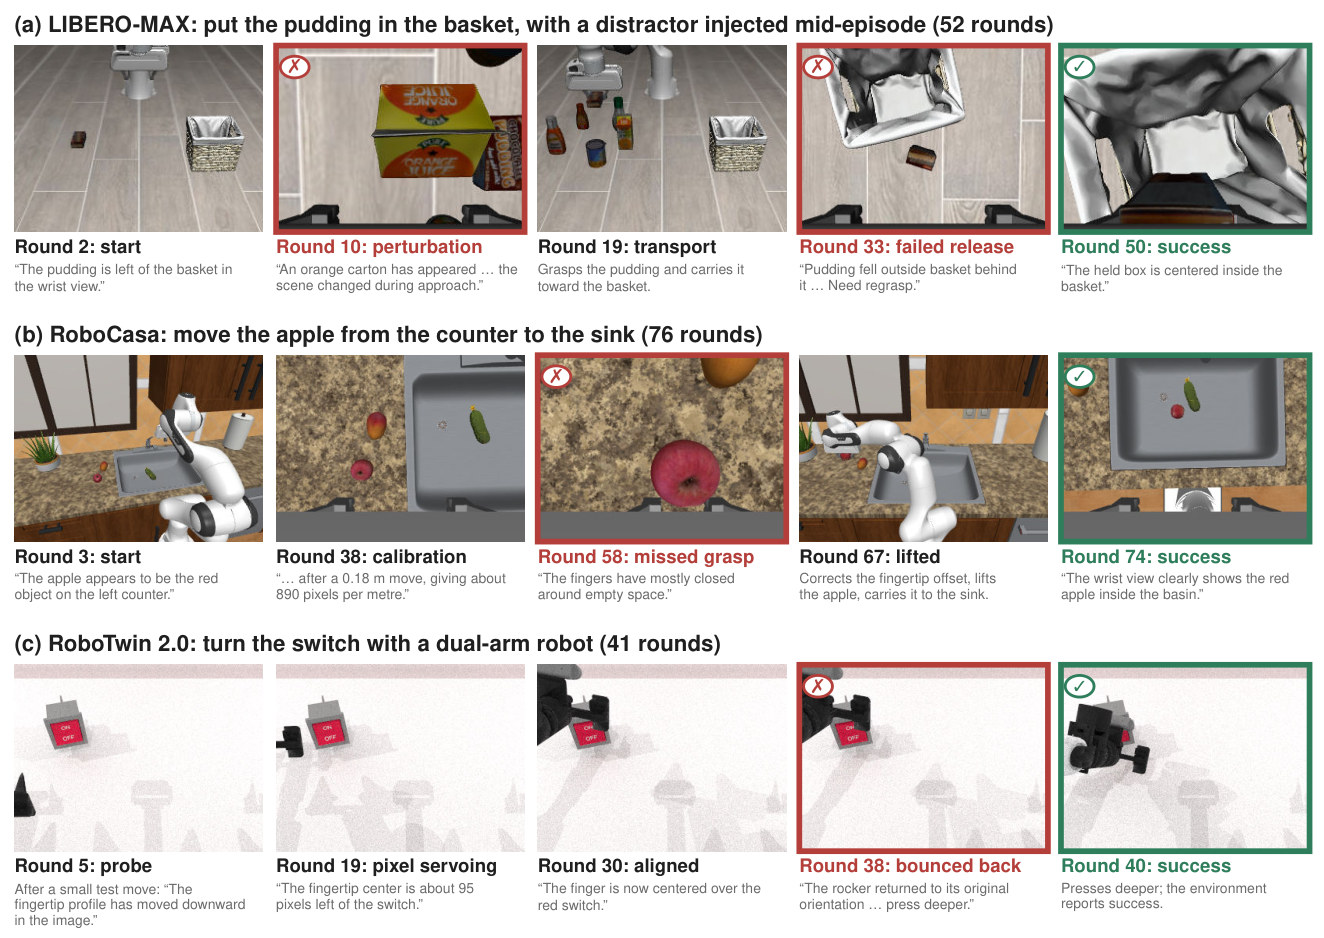 (a) LIBERO-MAX: put the pudding in the basket, with a distractor injected mid-episode (52 rounds)
✗
ORANGE
JUICE
ORANGE
JUICE
✗
✓
Round 2: start
Round 10: perturbation
Round 19: transport
Round 33: failed release
Round 50: success
“The pudding is left of the basket in
the wrist view.”
“An orange carton has appeared … the
scene changed during approach.”
Grasps the pudding and carries it
toward the basket.
“Pudding fell outside basket behind
it … Need regrasp.”
“The held box is centered inside the
basket.”
(b) RoboCasa: move the apple from the counter to the sink (76 rounds)
✗
✓
Round 3: start
Round 38: calibration
Round 58: missed grasp
Round 67: lifted
Round 74: success
“The apple appears to be the red
object on the left counter.”
“… after a 0.18 m move, giving about
890 pixels per metre.”
“The fingers have mostly closed
around empty space.”
Corrects the fingertip offset, lifts
the apple, carries it to the sink.
“The wrist view clearly shows the red
apple inside the basin.”
(c) RoboTwin 2.0: turn the switch with a dual-arm robot (41 rounds)
ON
OFF
ON
OFF
ON
OFF
✗
ON
OFF
✓
Round 5: probe
Round 19: pixel servoing
Round 30: aligned
Round 38: bounced back
Round 40: success
After a small test move: “The
fingertip profile has moved downward
in the image.”
“The fingertip center is about 95
pixels left of the switch.”
“The finger is now centered over the
red switch.”
“The rocker returned to its original
orientation … press deeper.”
Presses deeper; the environment
reports success.